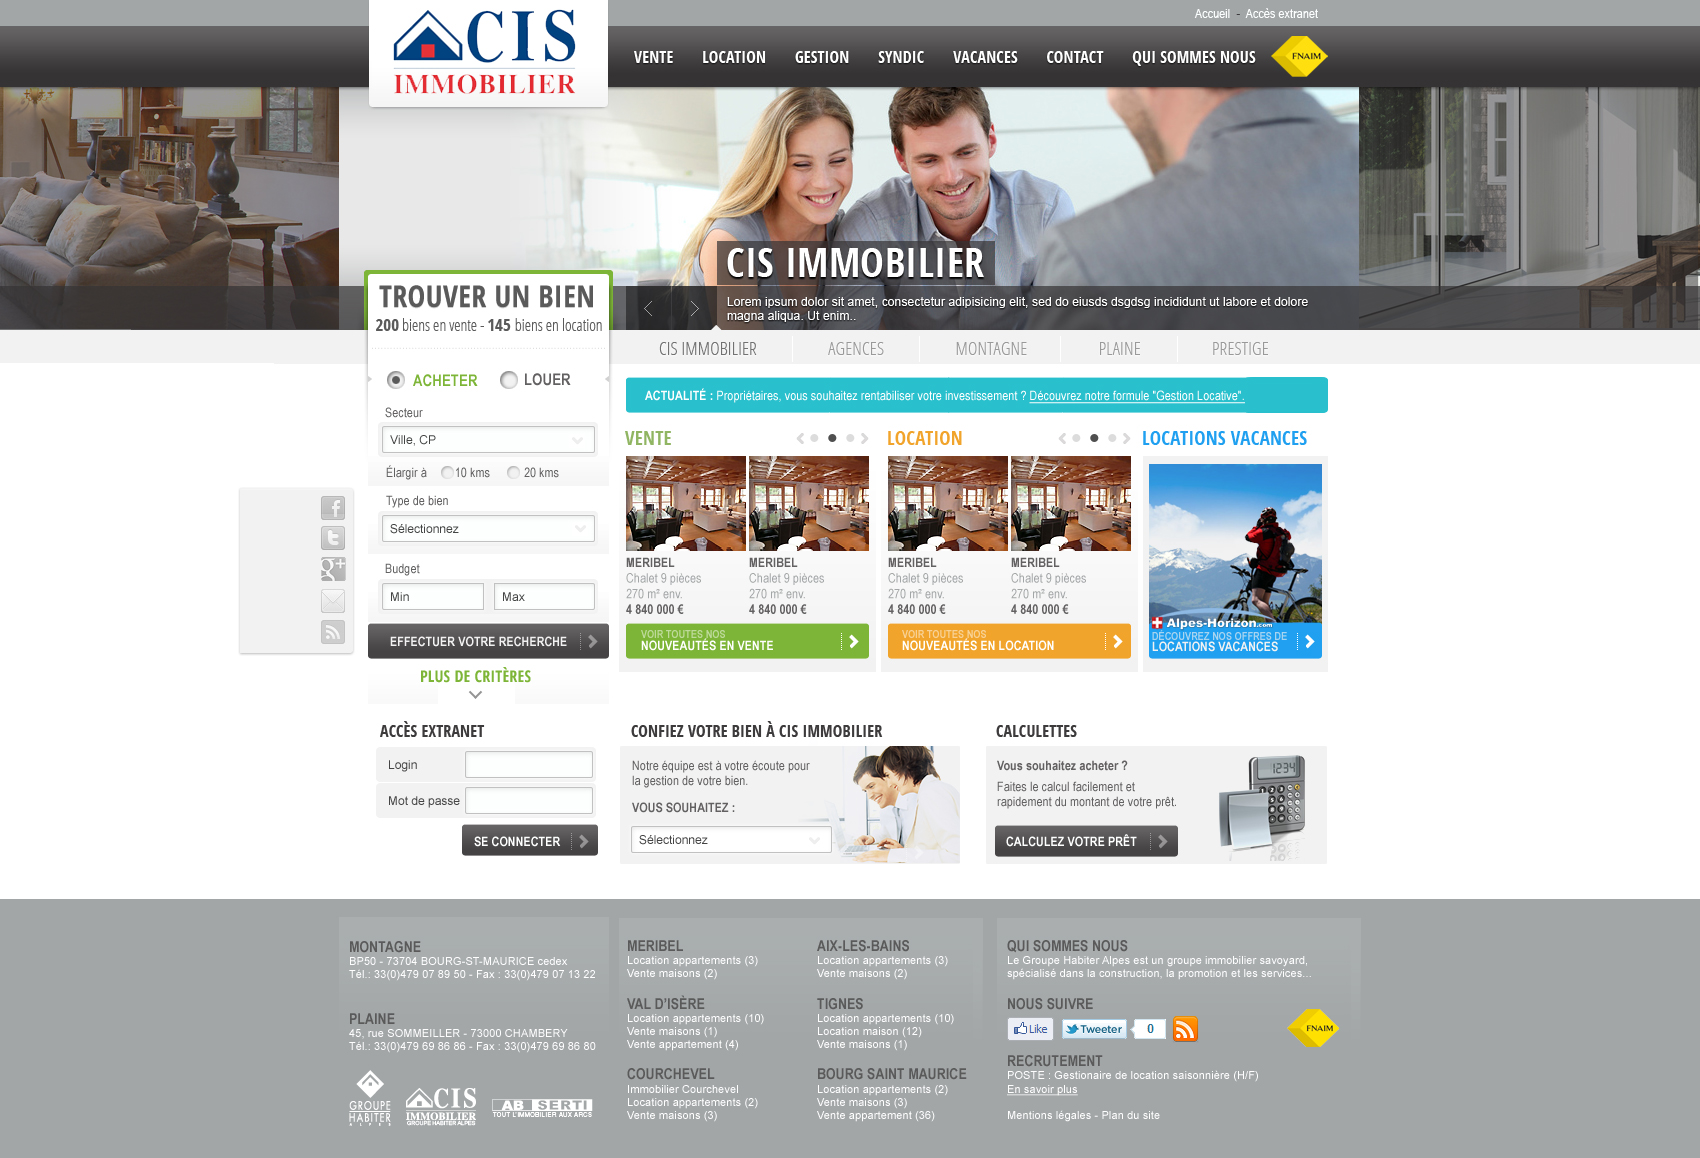 Accueil - Accès extranet
CIS
IMMOBILIER
VENTE LOCATION GESTION SYNDIC VACANCES CONTACT QUI SOMMES NOUS
FNAIM
CIS IMMOBILIER
Lorem ipsum dolor sit amet, consectetur adipisicing elit, sed do eiusds dsgdsg incididunt ut labore et dolore
magna aliqua. Ut enim..
CIS IMMOBILIER AGENCES MONTAGNE PLAINE PRESTIGE
TROUVER UN BIEN
200 biens en vente - 145 biens en location
ACHETER LOUER
Secteur
Ville, CP
Élargir à 10 kms 20 kms
Type de bien
Sélectionnez
Budget
Min Max
EFFECTUER VOTRE RECHERCHE
PLUS DE CRITÈRES
ACTUALITÉ : Propriétaires, vous souhaitez rentabiliser votre investissement ? Découvrez notre formule "Gestion Locative".
VENTE
MERIBEL
Chalet 9 pièces
270 m² env.
4 840 000 €
MERIBEL
Chalet 9 pièces
270 m² env.
4 840 000 €
VOIR TOUTES NOS
NOUVEAUTÉS EN VENTE
LOCATION
MERIBEL
Chalet 9 pièces
270 m² env.
4 840 000 €
MERIBEL
Chalet 9 pièces
270 m² env.
4 840 000 €
VOIR TOUTES NOS
NOUVEAUTÉS EN LOCATION
LOCATIONS VACANCES
Alpes-Horizon.com
DÉCOUVREZ NOS OFFRES DE
LOCATIONS VACANCES
ACCÈS EXTRANET
Login
Mot de passe
SE CONNECTER
CONFIEZ VOTRE BIEN À CIS IMMOBILIER
Notre équipe est à votre écoute pour
la gestion de votre bien.
VOUS SOUHAITEZ :
Sélectionnez
CALCULETTES
Vous souhaitez acheter ?
Faites le calcul facilement et
rapidement du montant de votre prêt.
CALCULEZ VOTRE PRÊT
1234
MONTAGNE
BP50 - 73704 BOURG-ST-MAURICE cedex
Tél.: 33(0)479 07 89 50 - Fax : 33(0)479 07 13 22
PLAINE
45, rue SOMMEILLER - 73000 CHAMBERY
Tél.: 33(0)479 69 86 86 - Fax : 33(0)479 69 86 80
GROUPE
HABITER
ALPES
CIS
IMMOBILIER
GROUPE HABITER ALPES
AB SERTI
TOUT L'IMMOBILIER AUX ARCS
MERIBEL
Location appartements (3)
Vente maisons (2)
VAL D'ISÈRE
Location appartements (10)
Vente maisons (1)
Vente appartement (4)
COURCHEVEL
Immobilier Courchevel
Location appartements (2)
Vente maisons (3)
AIX-LES-BAINS
Location appartements (3)
Vente maisons (2)
TIGNES
Location appartements (10)
Location maison (12)
Vente maisons (1)
BOURG SAINT MAURICE
Location appartements (2)
Vente maisons (3)
Vente appartement (36)
QUI SOMMES NOUS
Le Groupe Habiter Alpes est un groupe immobilier savoyard,
spécialisé dans la construction, la promotion et les services...
NOUS SUIVRE
Like Tweeter 0
FNAIM
RECRUTEMENT
POSTE : Gestionaire de location saisonnière (H/F)
En savoir plus
Mentions légales - Plan du site